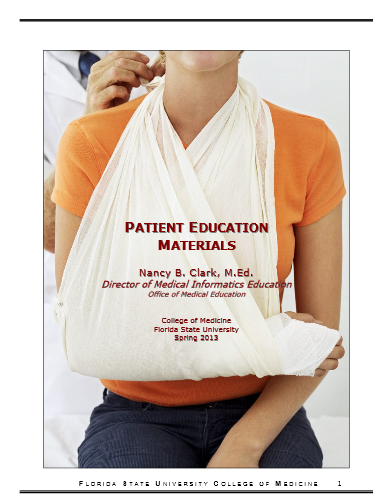 PATIENT EDUCATION
MATERIALS
Nancy B. Clark, M.Ed.
Director of Medical Informatics Education
Office of Medical Education
College of Medicine
Florida State University
Spring 2013
FLORIDA STATE UNIVERSITY COLLEGE OF MEDICINE 1